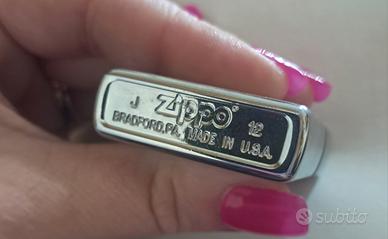 J Zippo® 12
BRADFORD,PA. MADE IN U.S.A.
subito